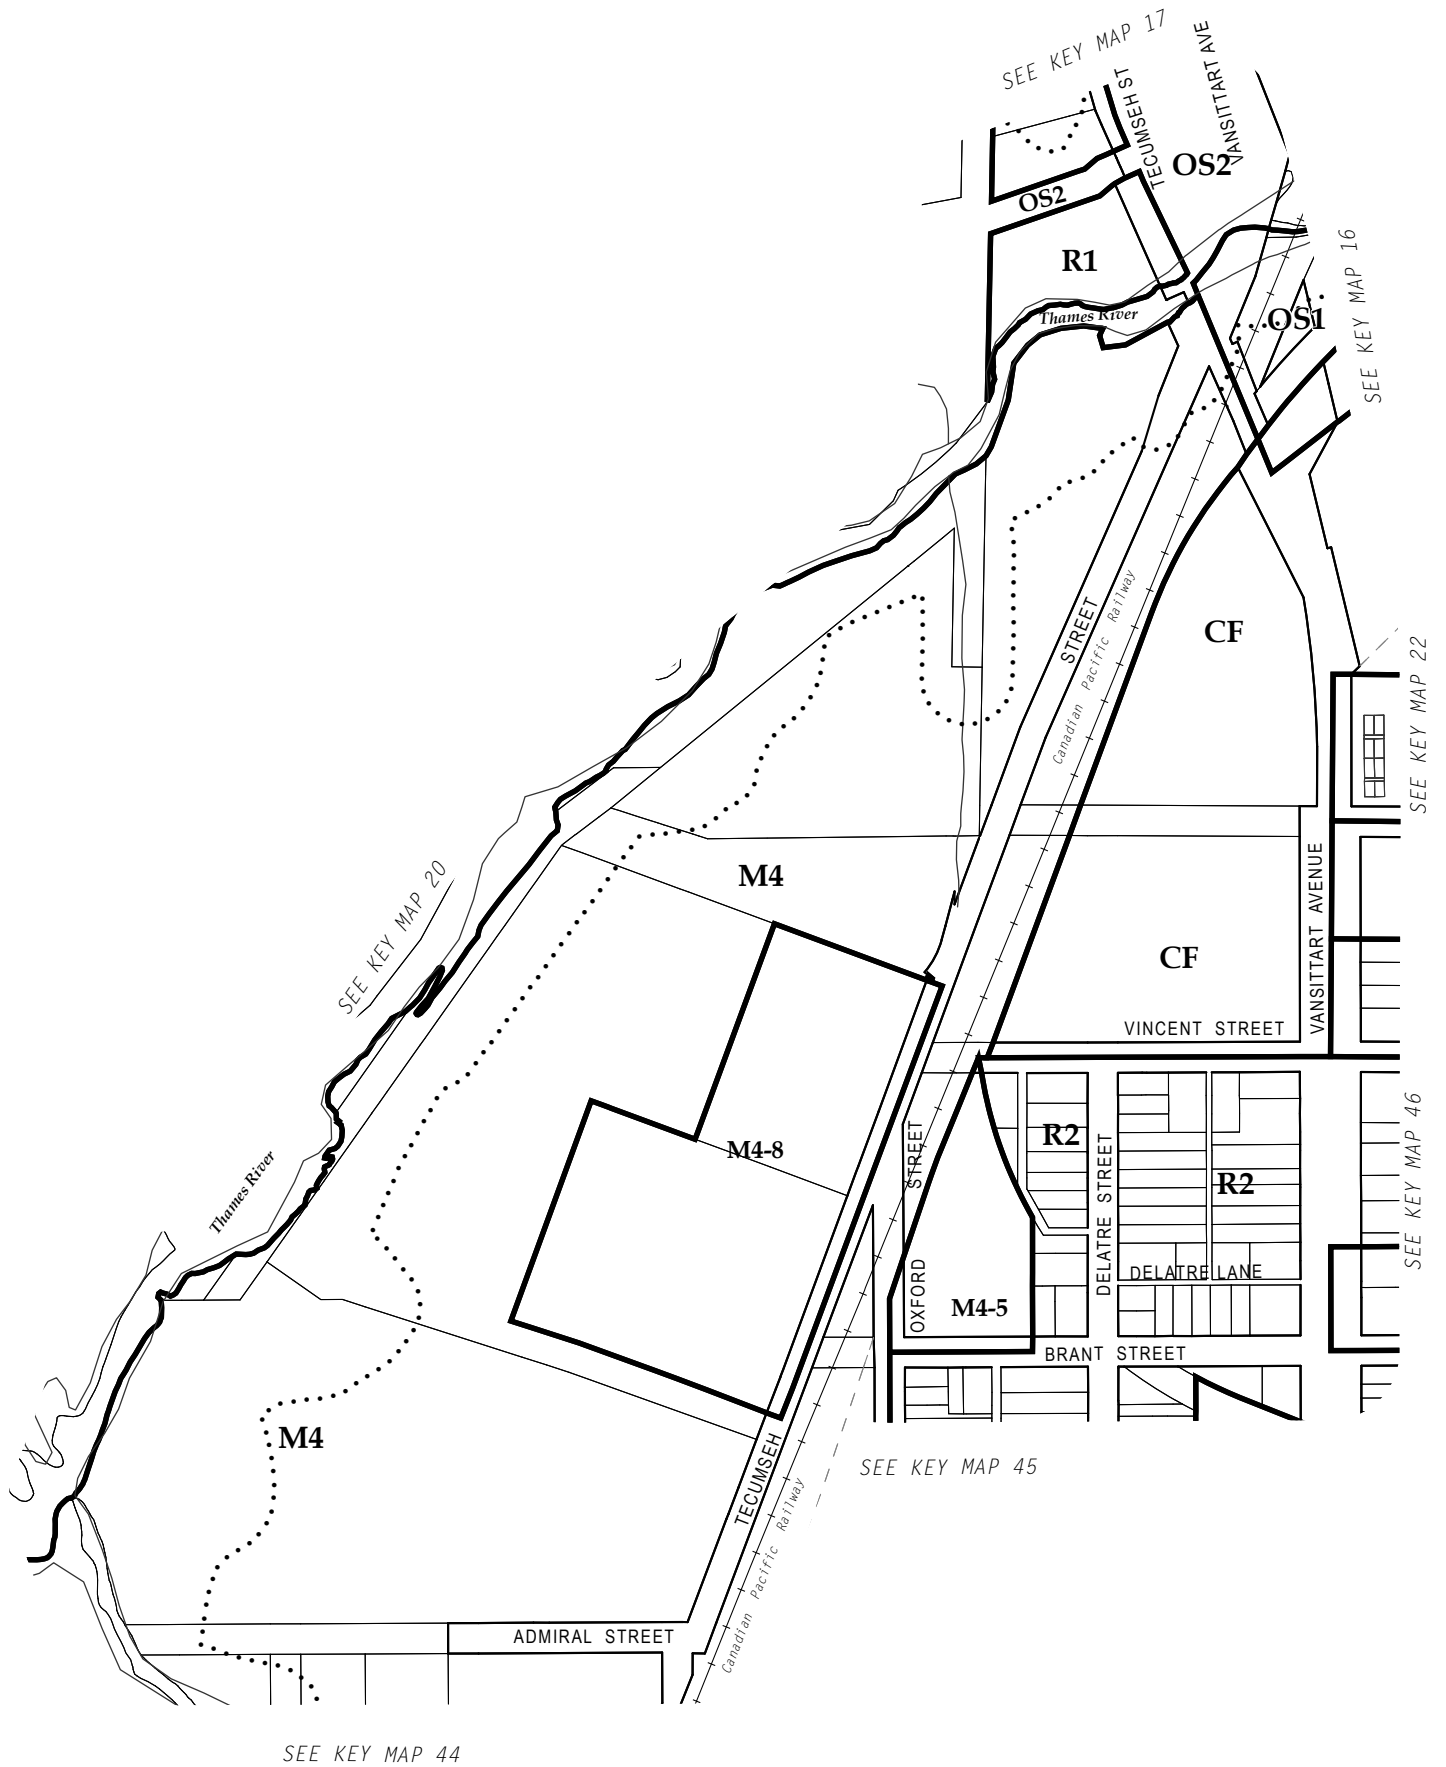 SEE KEY MAP 17
VANSITTART AVE
TECUMSEH ST
OS2
OS2
R1
SEE KEY MAP 16
Thames River
OS1
STREET
Canadian Pacific Railway
CF
SEE KEY MAP 22
M4
VANSITTART AVENUE
SEE KEY MAP 20
CF
VINCENT STREET
R2
M4-8
STREET
DELATRE STREET
R2
SEE KEY MAP 46
Thames River
DELATRE LANE
OXFORD
M4-5
BRANT STREET
M4
SEE KEY MAP 45
TECUMSEH
Canadian Pacific Railway
ADMIRAL STREET
SEE KEY MAP 44